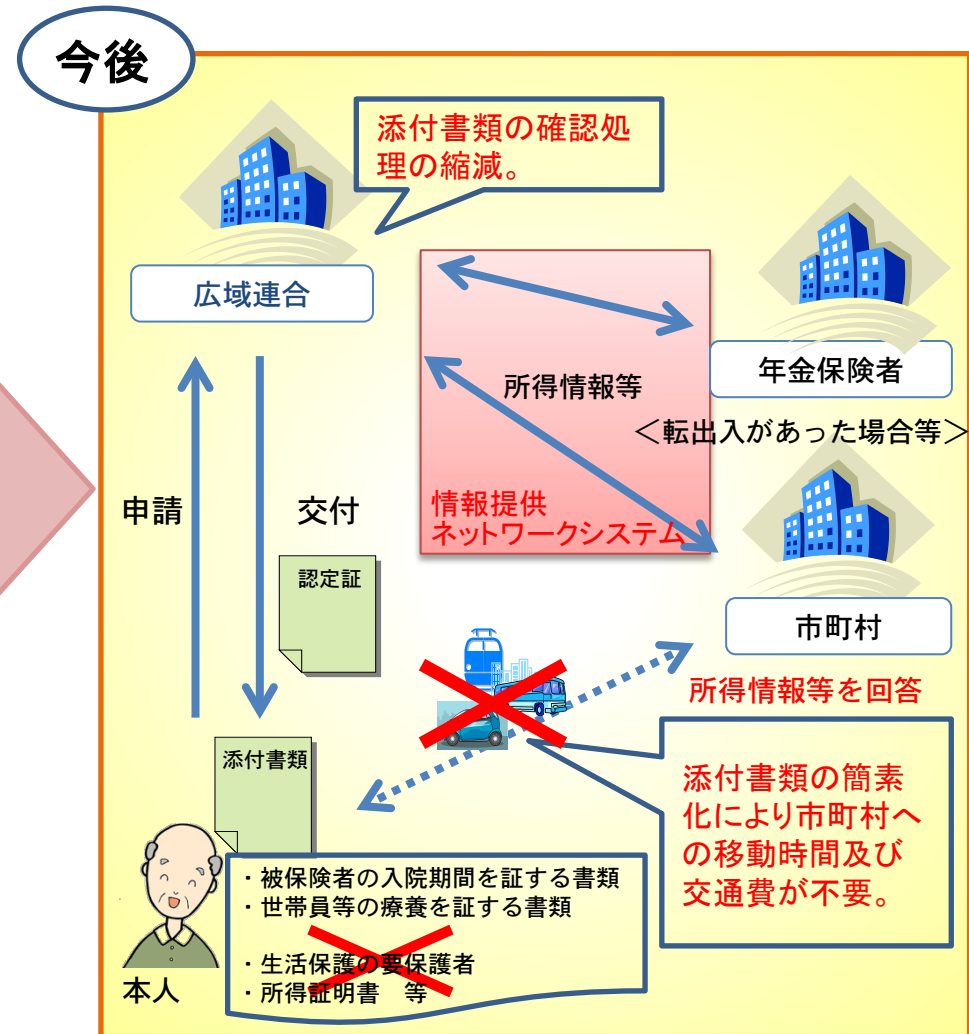 今後
添付書類の確認処
理の縮減。
広域連合
年金保険者
所得情報等
＜転出入があった場合等＞
情報提供
ネットワークシステム
申請
交付
認定証
市町村
所得情報等を回答
添付書類
添付書類の簡素
化により市町村へ
の移動時間及び
交通費が不要。
・被保険者の入院期間を証する書類
・世帯員等の療養を証する書類
・生活保護の要保護者
・所得証明書　等
本人